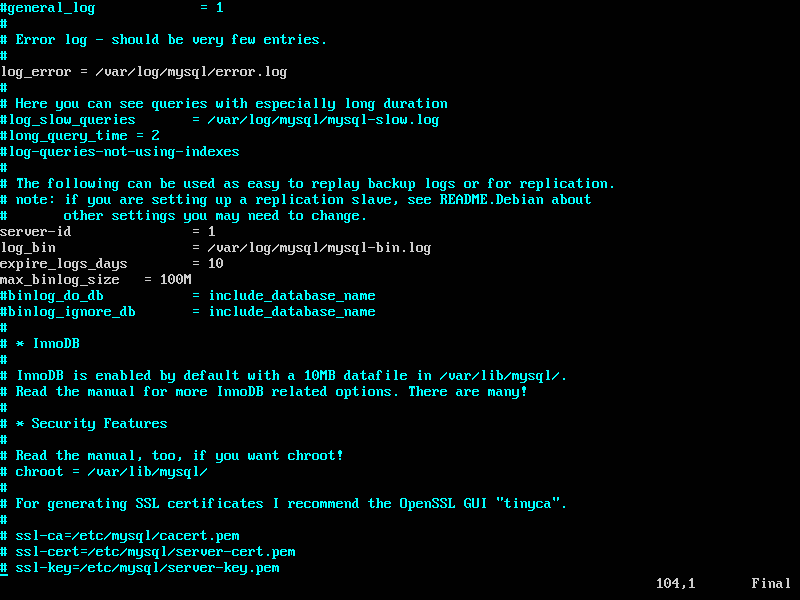 #general_log             = 1
#
# Error log - should be very few entries.
#
log_error = /var/log/mysql/error.log
#
# Here you can see queries with especially long duration
#log_slow_queries       = /var/log/mysql/mysql-slow.log
#long_query_time = 2
#log-queries-not-using-indexes
#
# The following can be used as easy to replay backup logs or for replication.
# note: if you are setting up a replication slave, see README.Debian about
#       other settings you may need to change.
server-id               = 1
log_bin                 = /var/log/mysql/mysql-bin.log
expire_logs_days        = 10
max_binlog_size   = 100M
#binlog_do_db           = include_database_name
#binlog_ignore_db       = include_database_name
#
# * InnoDB
#
# InnoDB is enabled by default with a 10MB datafile in /var/lib/mysql/.
# Read the manual for more InnoDB related options. There are many!
#
# * Security Features
#
# Read the manual, too, if you want chroot!
# chroot = /var/lib/mysql/
#
# For generating SSL certificates I recommend the OpenSSL GUI "tinyca".
#
# ssl-ca=/etc/mysql/cacert.pem
# ssl-cert=/etc/mysql/server-cert.pem
# ssl-key=/etc/mysql/server-key.pem
104,1       Final